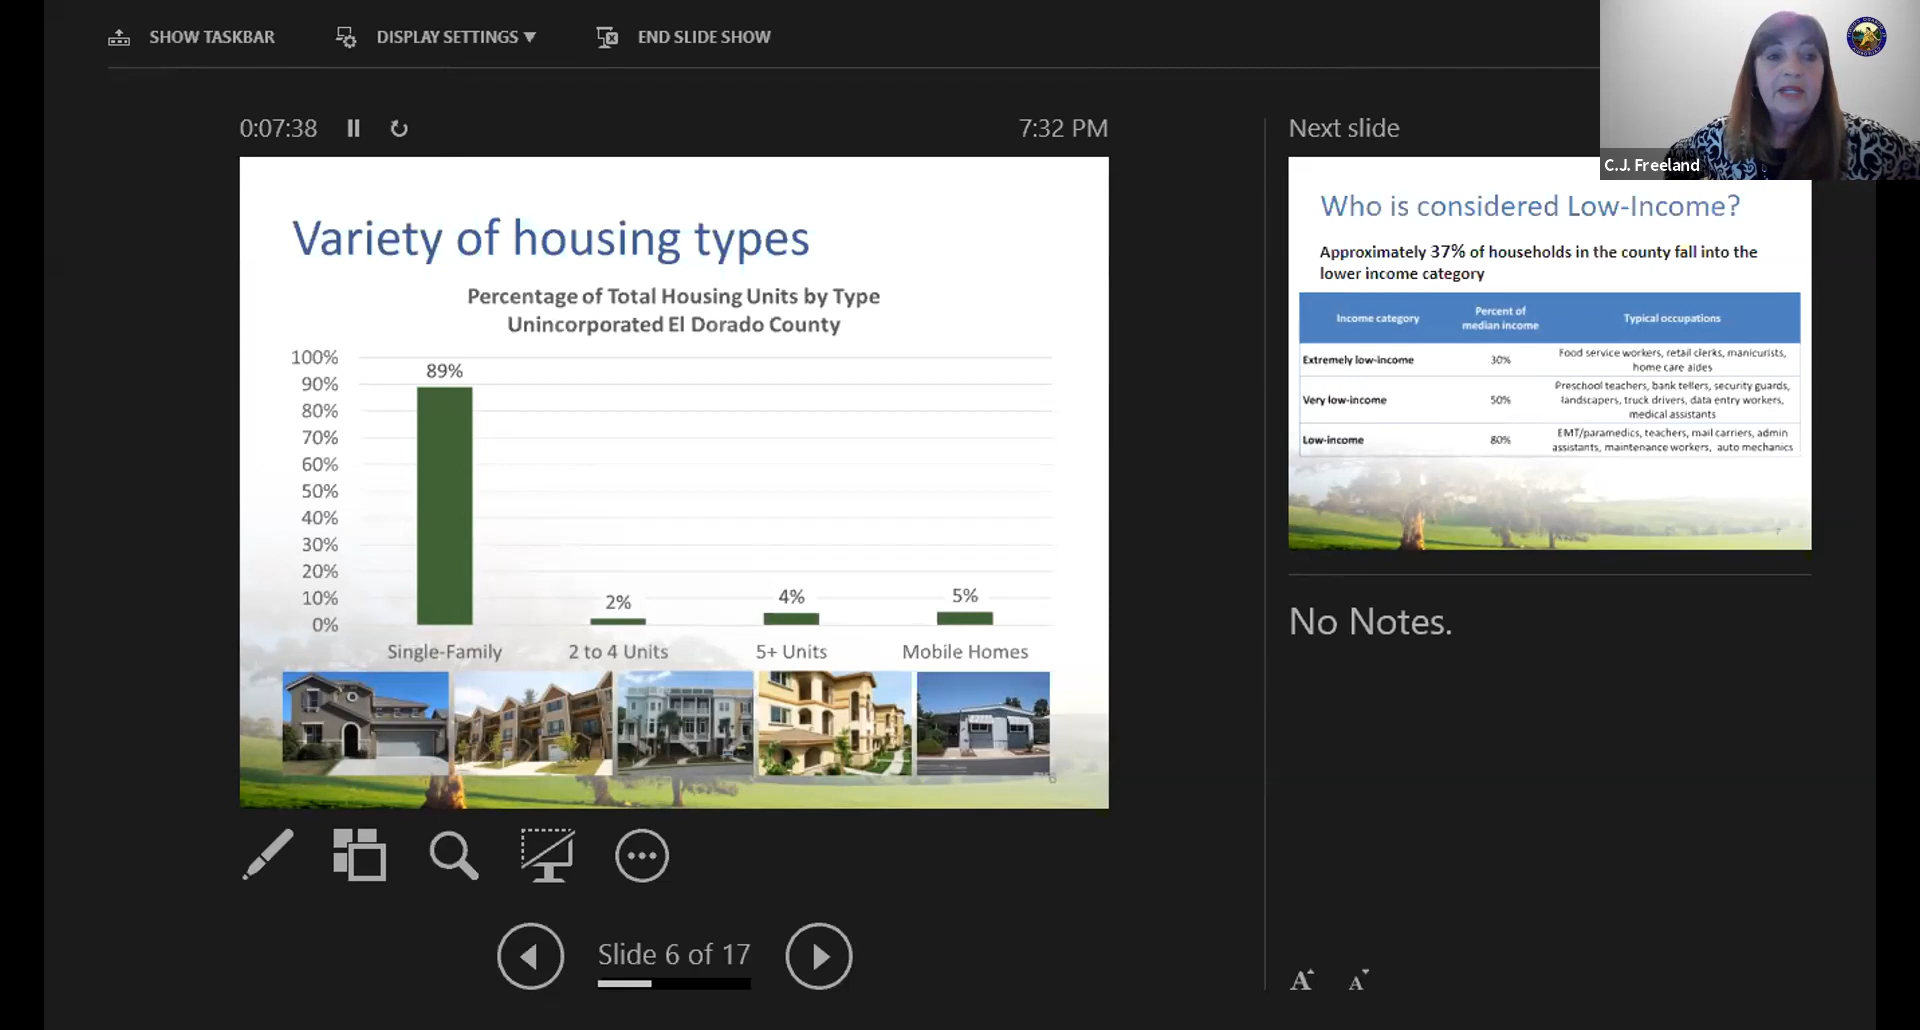 SHOW TASKBAR
DISPLAY SETTINGS ▼
END SLIDE SHOW
0:07:38
7:32 PM
Variety of housing types
Percentage of Total Housing Units by Type
Unincorporated El Dorado County
100%
90%
80%
70%
60%
50%
40%
30%
20%
10%
0%
89%
2%
4%
5%
Single-Family
2 to 4 Units
5+ Units
Mobile Homes
6
Slide 6 of 17
Next slide
C.J. Freeland
Who is considered Low-Income?
Approximately 37% of households in the county fall into the
lower income category
Income category
Percent of
median income
Typical occupations
Extremely low-income
30%
Food service workers, retail clerks, manicurists,
home care aides
Very low-income
50%
Preschool teachers, bank tellers, security guards,
landscapers, truck drivers, data entry workers,
medical assistants
Low-income
80%
EMT/paramedics, teachers, mail carriers, admin
assistants, maintenance workers, auto mechanics
7
No Notes.
A
A